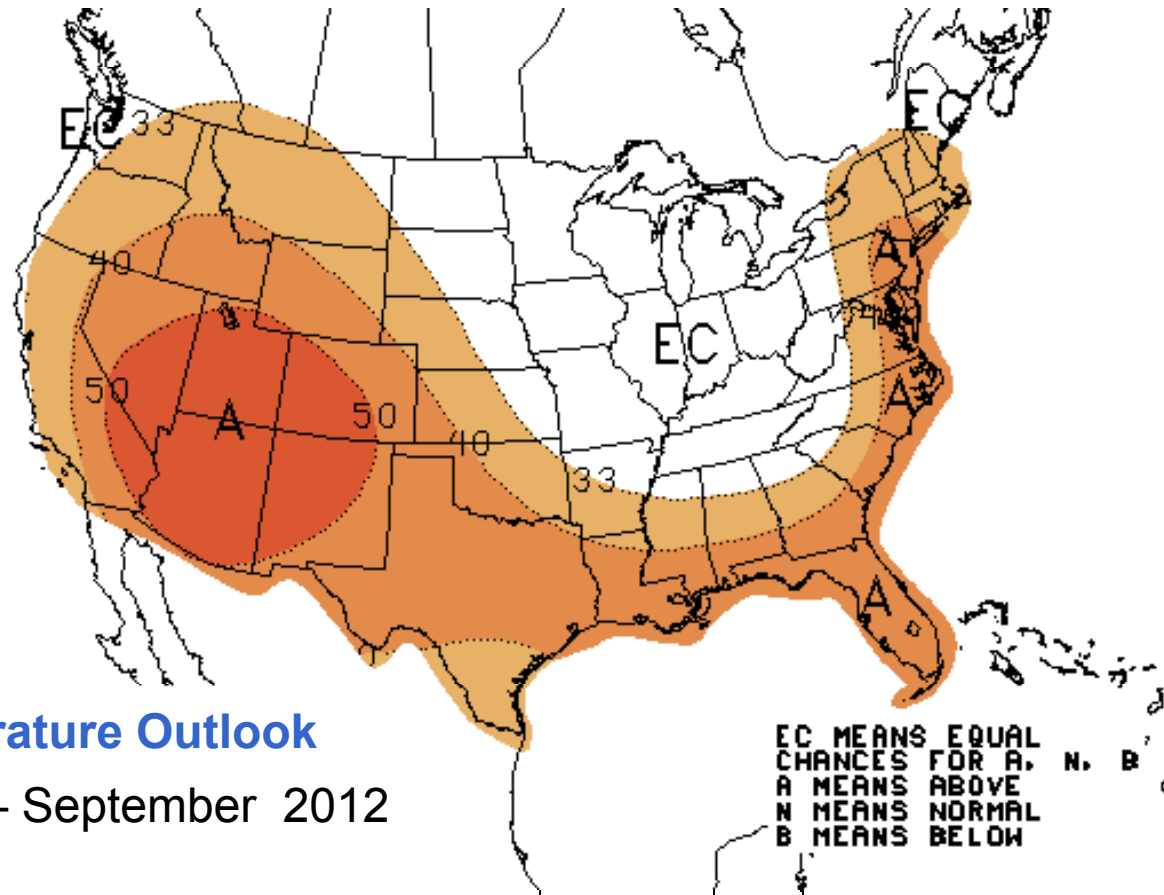 EC
EC 33
A
40
A
EC
50
50
A
A
40
33
A
rature Outlook
- September 2012
EC MEANS EQUAL
CHANCES FOR A, N, B
A MEANS ABOVE
N MEANS NORMAL
B MEANS BELOW